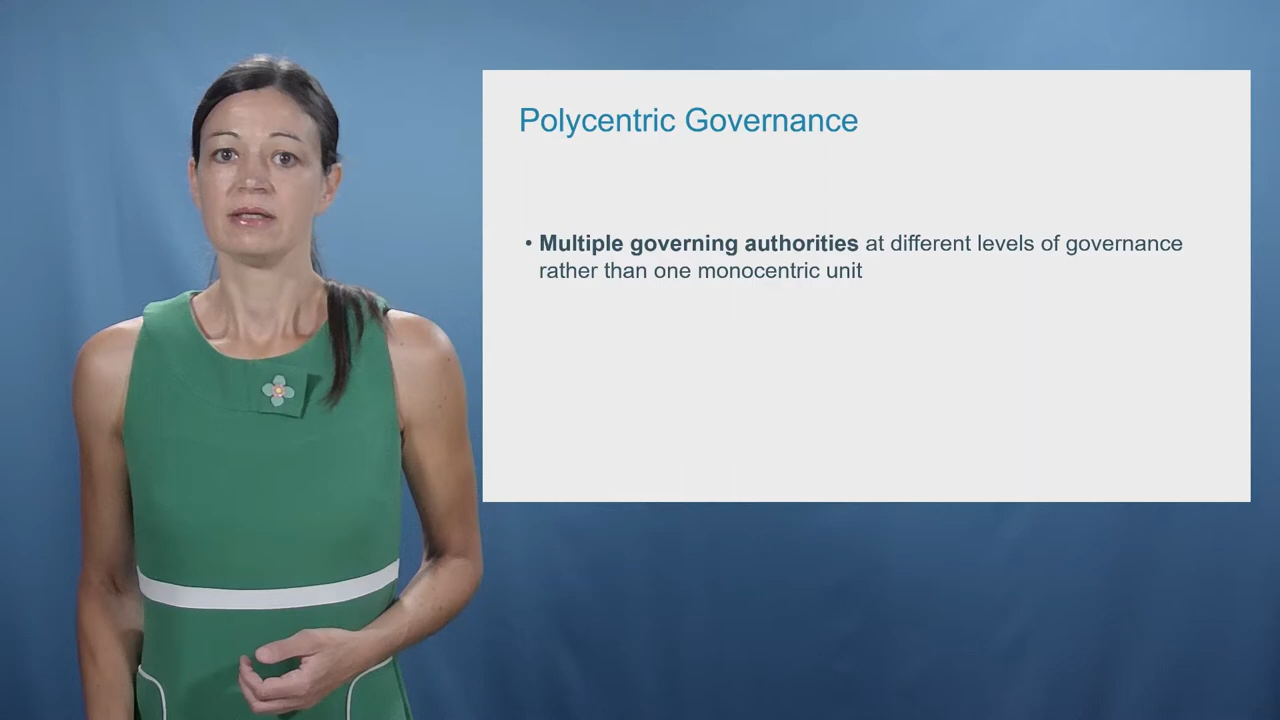 Polycentric Governance
• Multiple governing authorities at different levels of governance
rather than one monocentric unit